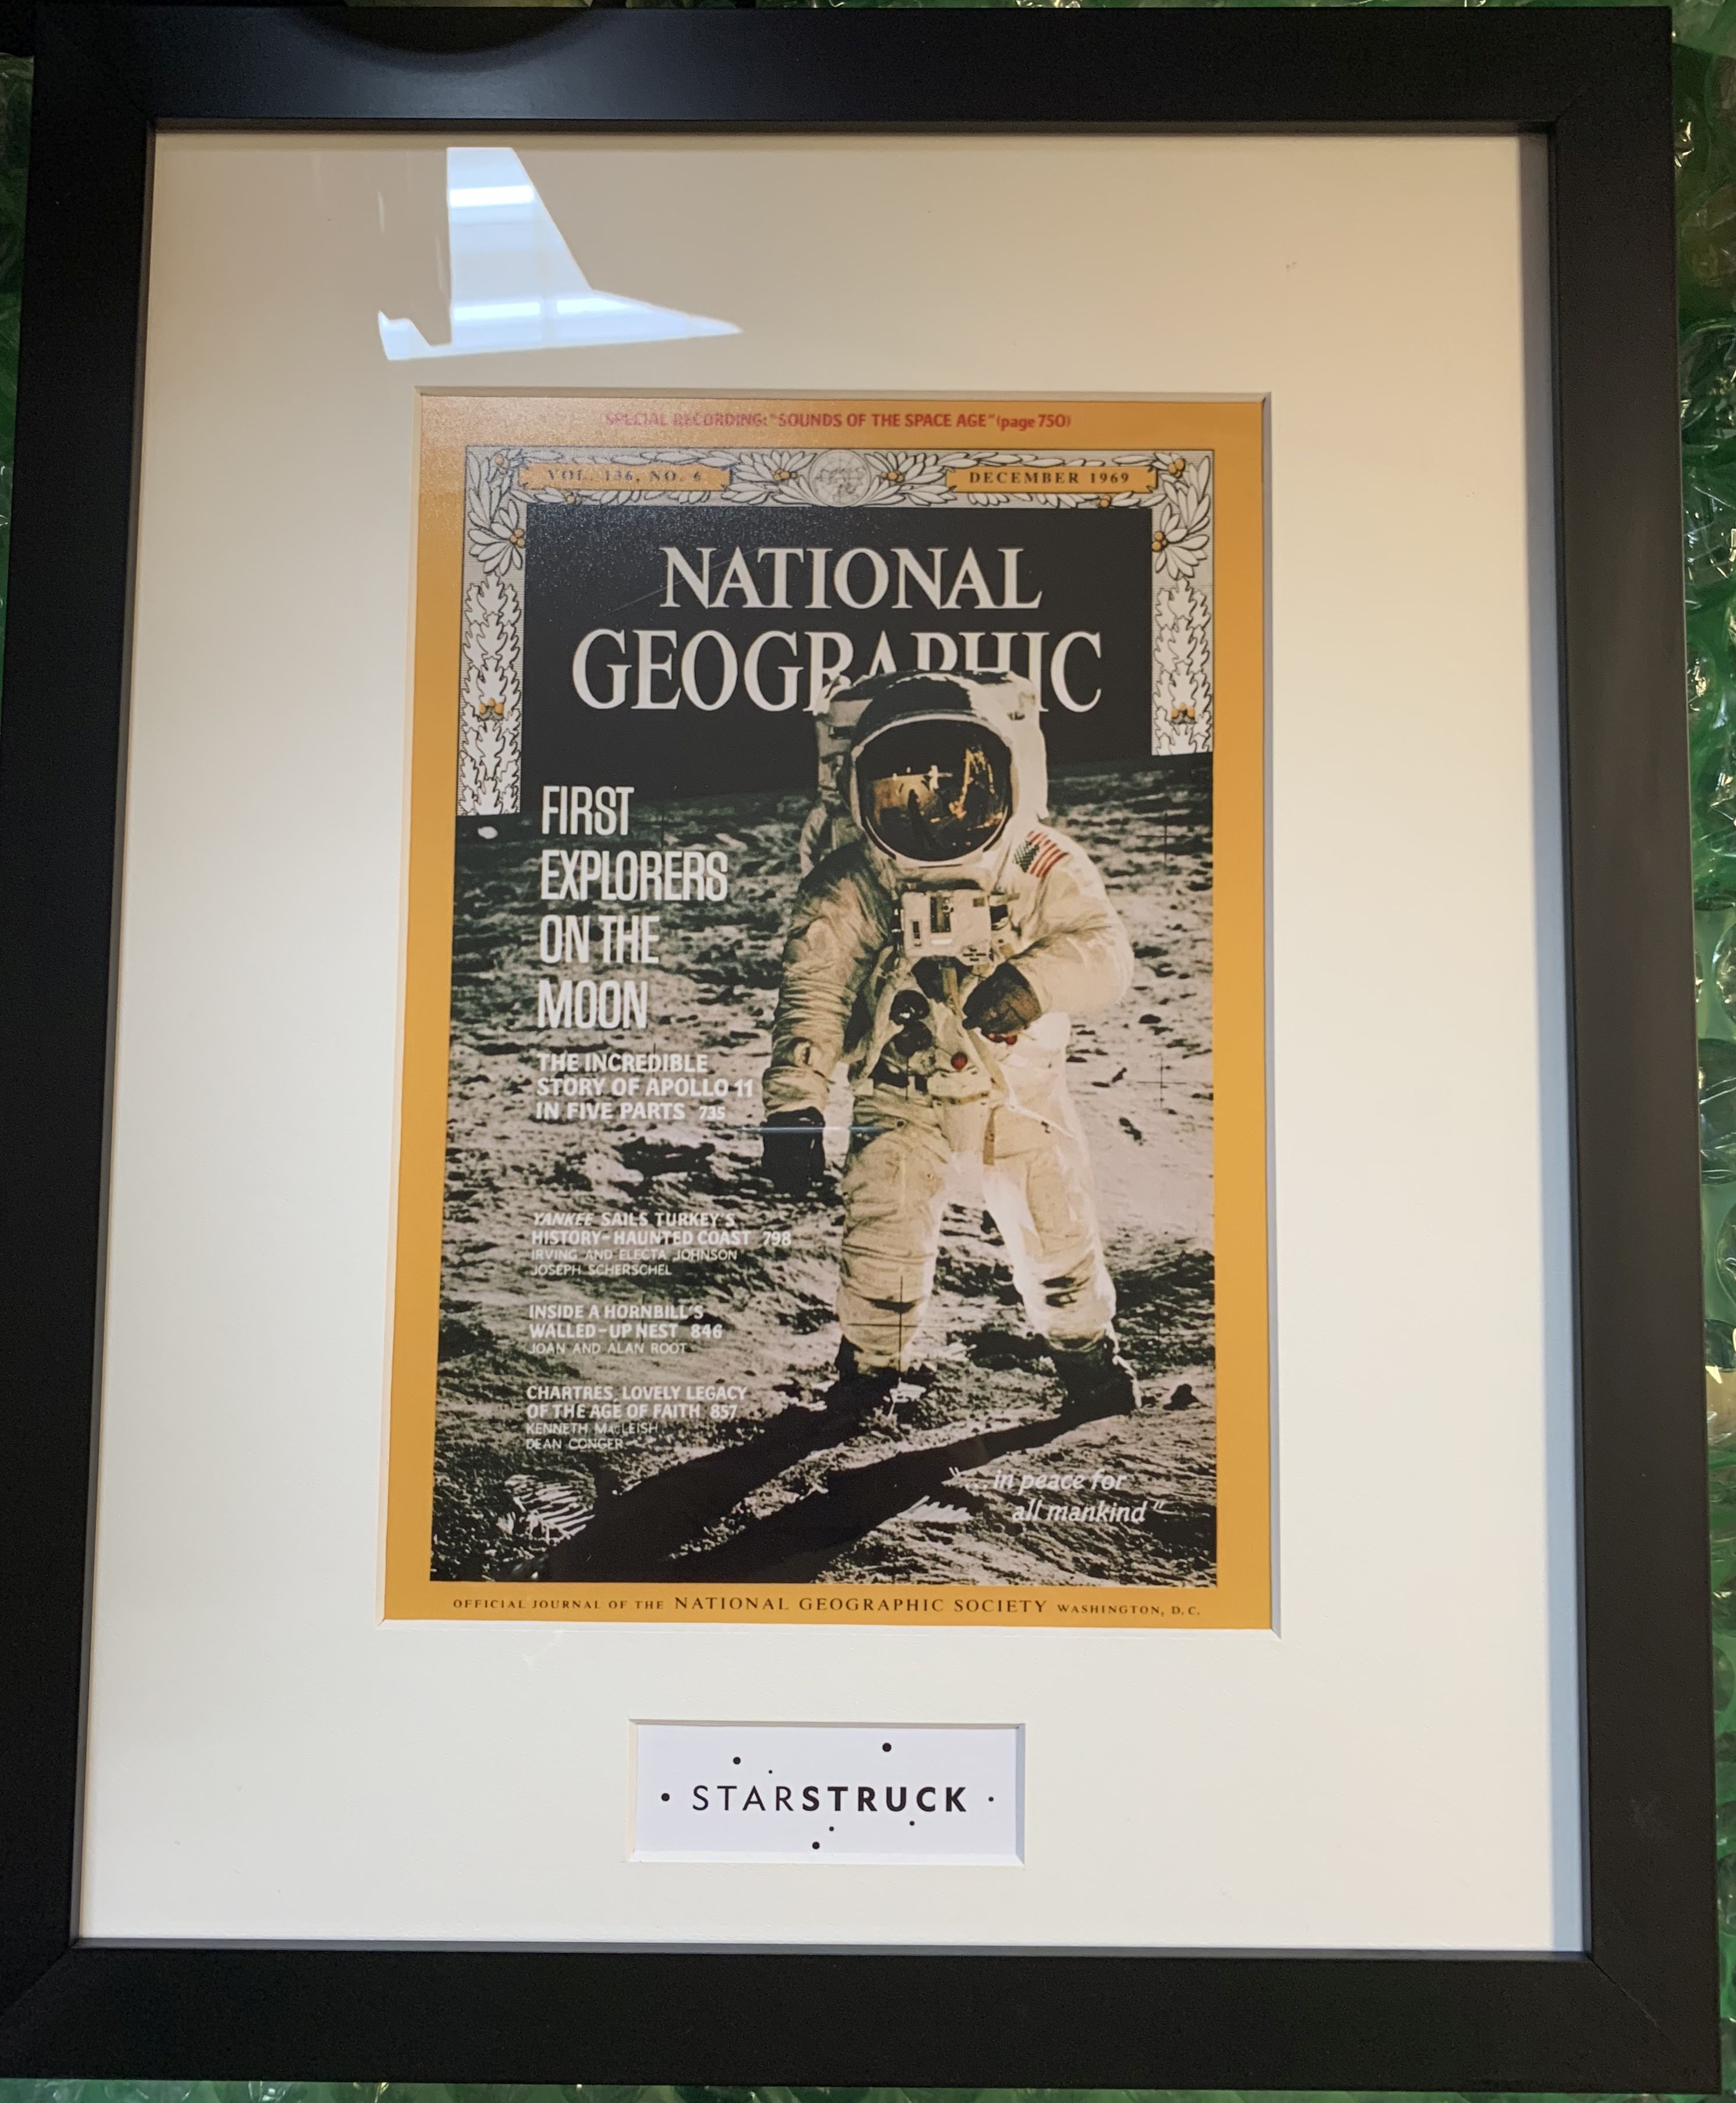 SPECIAL RECORDING: "SOUNDS OF THE SPACE AGE" (page 750)
VOL. 136, NO. 6
DECEMBER 1969
NATIONAL
GEOGRAPHIC
FIRST
EXPLORERS
ON THE
MOON
THE INCREDIBLE
STORY OF APOLLO 11
IN FIVE PARTS 735
YANKEE SAILS TURKEY'S
HISTORY-HAUNTED COAST 798
IRVING AND ELECTA JOHNSON
JOSEPH SCHERSCHEL
INSIDE A HORNBILL'S
WALLED-UP NEST 846
JOAN AND ALAN ROOT
CHARTRES, LOVELY LEGACY
OF THE AGE OF FAITH 857
KENNETH MacLEISH
DEAN CONGER
"...in peace for
all mankind"
OFFICIAL JOURNAL OF THE NATIONAL GEOGRAPHIC SOCIETY WASHINGTON, D.C.
STARSTRUCK